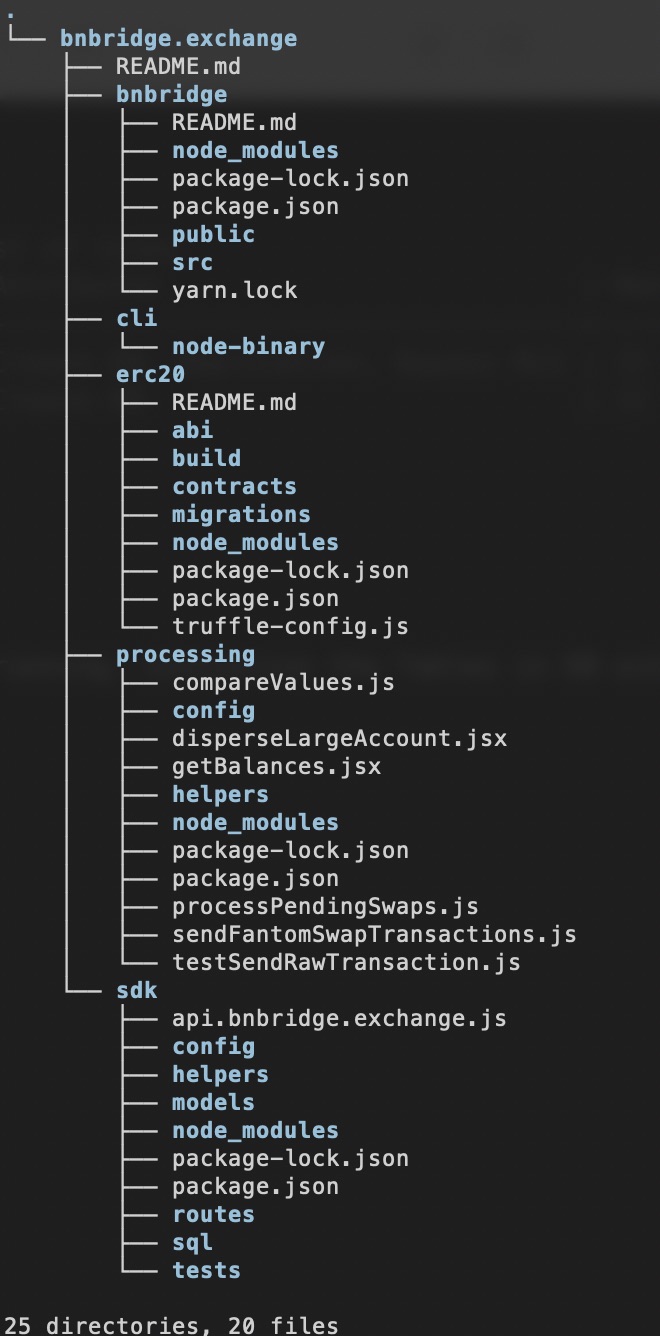 .
└── bnbridge.exchange
    ├── README.md
    ├── bnbridge
    │   ├── README.md
    │   ├── node_modules
    │   ├── package-lock.json
    │   ├── package.json
    │   ├── public
    │   ├── src
    │   └── yarn.lock
    ├── cli
    │   └── node-binary
    ├── erc20
    │   ├── README.md
    │   ├── abi
    │   ├── build
    │   ├── contracts
    │   ├── migrations
    │   ├── node_modules
    │   ├── package-lock.json
    │   ├── package.json
    │   └── truffle-config.js
    ├── processing
    │   ├── compareValues.js
    │   ├── config
    │   ├── disperseLargeAccount.jsx
    │   ├── getBalances.jsx
    │   ├── helpers
    │   ├── node_modules
    │   ├── package-lock.json
    │   ├── package.json
    │   ├── processPendingSwaps.js
    │   ├── sendFantomSwapTransactions.js
    │   └── testSendRawTransaction.js
    └── sdk
        ├── api.bnbridge.exchange.js
        ├── config
        ├── helpers
        ├── models
        ├── node_modules
        ├── package-lock.json
        ├── package.json
        ├── routes
        ├── sql
        └── tests
25 directories, 20 files